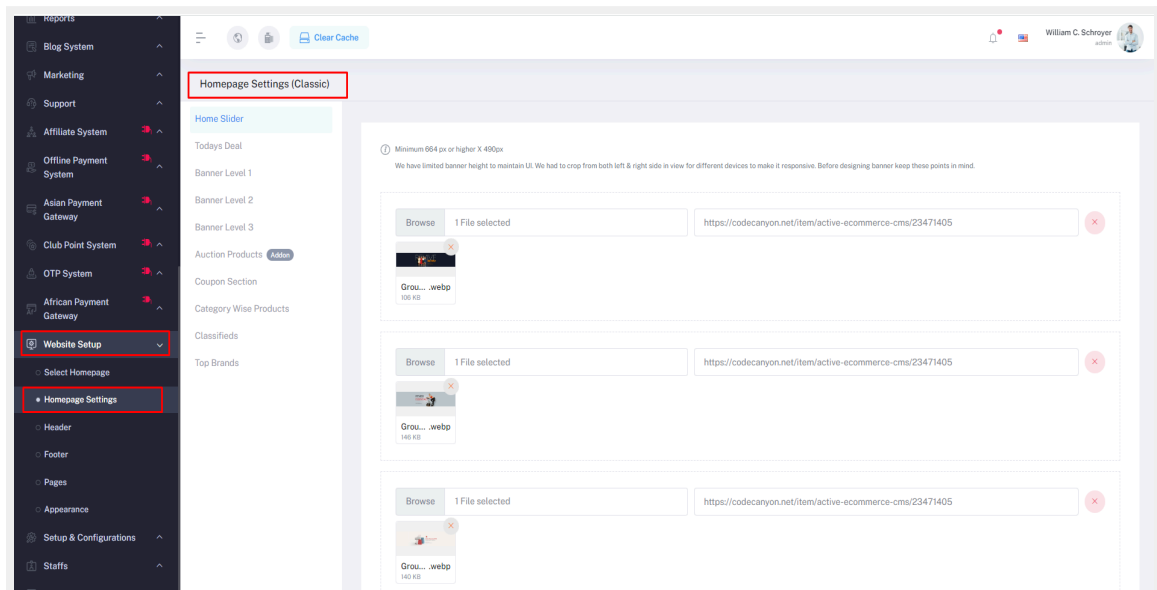 Reports
Blog System
Marketing
Support
Affiliate System
Offline Payment
System
Asian Payment
Gateway
Club Point System
OTP System
African Payment
Gateway
Website Setup
Select Homepage
Homepage Settings
Header
Footer
Pages
Appearance
Setup & Configurations
Staffs
Clear Cache
William C. Schroyer
admin
Homepage Settings (Classic)
Home Slider
Todays Deal
Banner Level 1
Banner Level 2
Banner Level 3
Auction Products Addon
Coupon Section
Category Wise Products
Classifieds
Top Brands
Minimum 664 px or higher X 490px
We have limited banner height to maintain UI. We had to crop from both left & right side in view for different devices to make it responsive. Before designing banner keep these points in mind.
Browse 1 File selected https://codecanyon.net/item/active-ecommerce-cms/23471405
Grou... .webp
106 KB
Browse 1 File selected https://codecanyon.net/item/active-ecommerce-cms/23471405
Grou... .webp
146 KB
Browse 1 File selected https://codecanyon.net/item/active-ecommerce-cms/23471405
Grou... .webp
140 KB